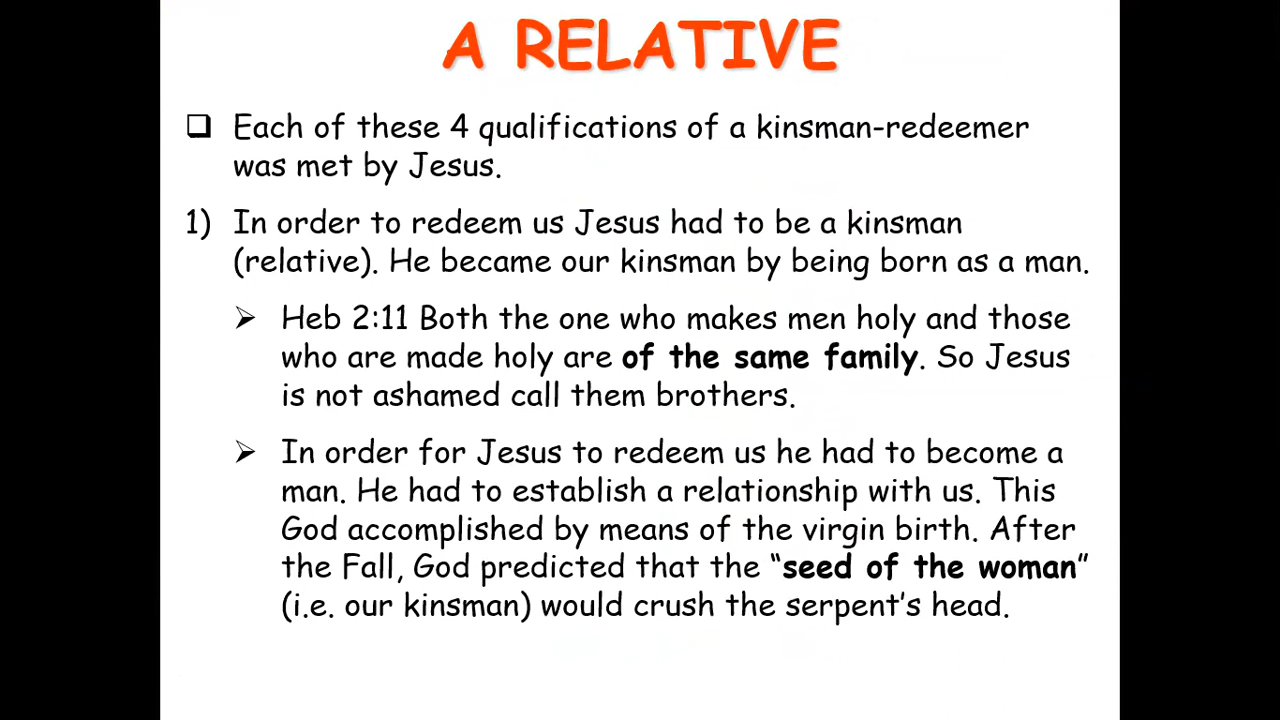 A RELATIVE
Each of these 4 qualifications of a kinsman-redeemer
was met by Jesus.
1) In order to redeem us Jesus had to be a kinsman
(relative). He became our kinsman by being born as a man.
Heb 2:11 Both the one who makes men holy and those
who are made holy are of the same family. So Jesus
is not ashamed call them brothers.
In order for Jesus to redeem us he had to become a
man. He had to establish a relationship with us. This
God accomplished by means of the virgin birth. After
the Fall, God predicted that the “seed of the woman”
(i.e. our kinsman) would crush the serpent’s head.